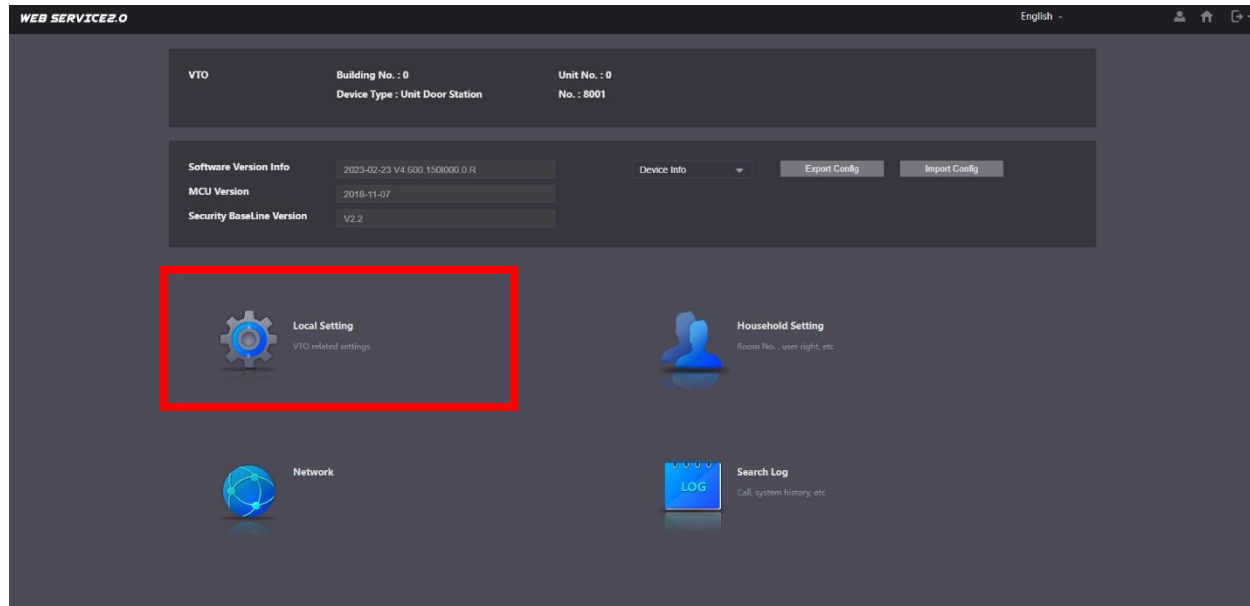 WEB SERVICE2.0 English
VTO Building No. : 0 Unit No. : 0
Device Type : Unit Door Station No. : 8001
Software Version Info 2023-02-23 V4.600.150I000.0.R Device Info Export Config Import Config
MCU Version 2018-11-07
Security BaseLine Version V2.2
Local Setting Household Setting
VTO related settings Room No. , user right, etc
Network LOG Search Log
Call, system history, etc